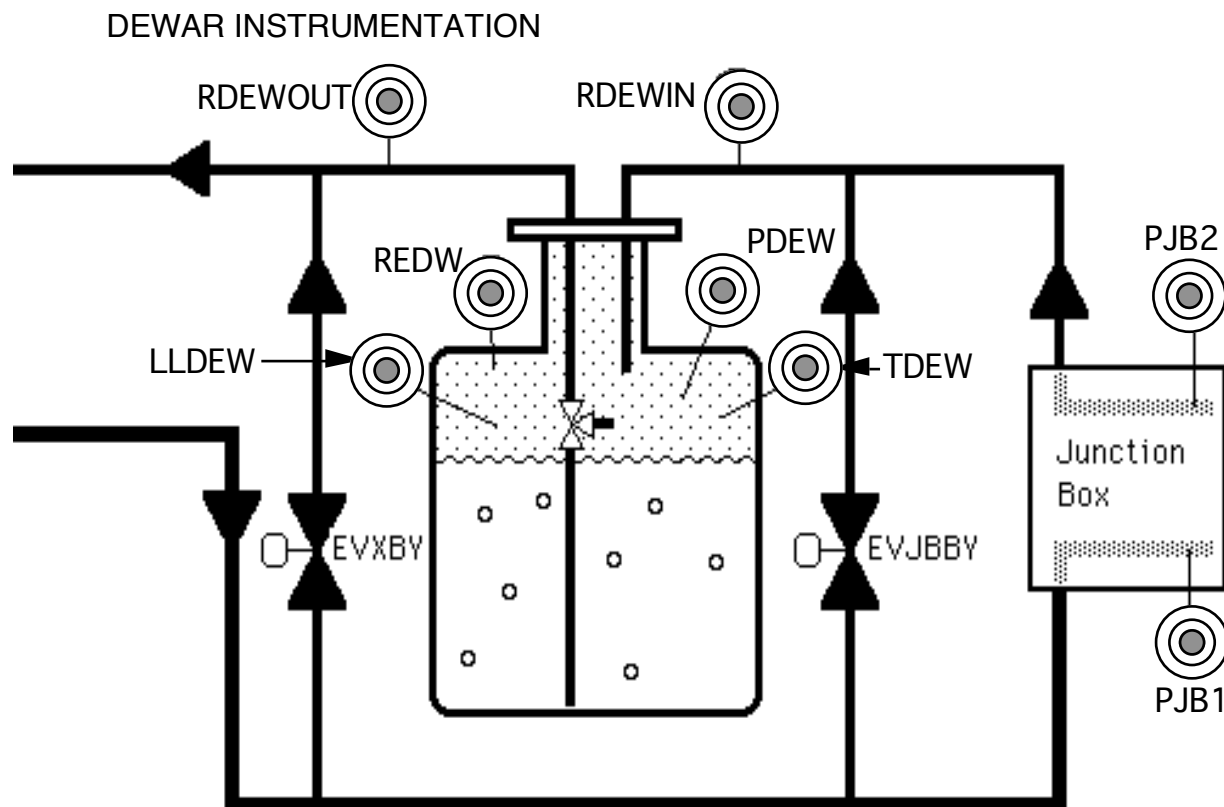 DEWAR INSTRUMENTATION
RDEWOUT
RDEWIN
REDW
PDEW
PJB2
LLDEW
TDEW
Junction
Box
EVXBY
EVJBBY
PJB1